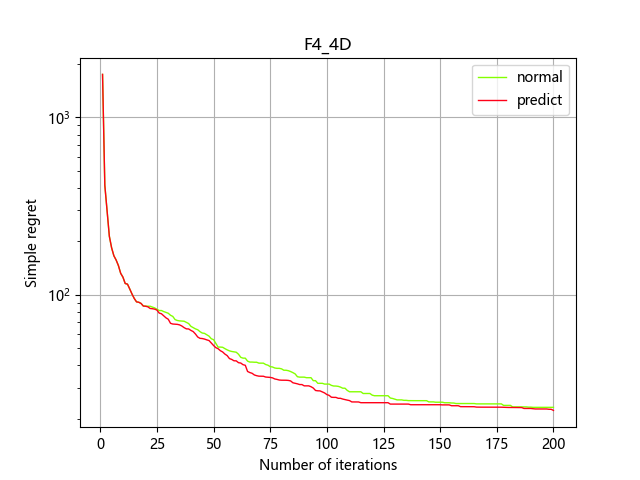 F4_4D
normal
predict
10³
10²
Simple regret
0 25 50 75 100 125 150 175 200
Number of iterations